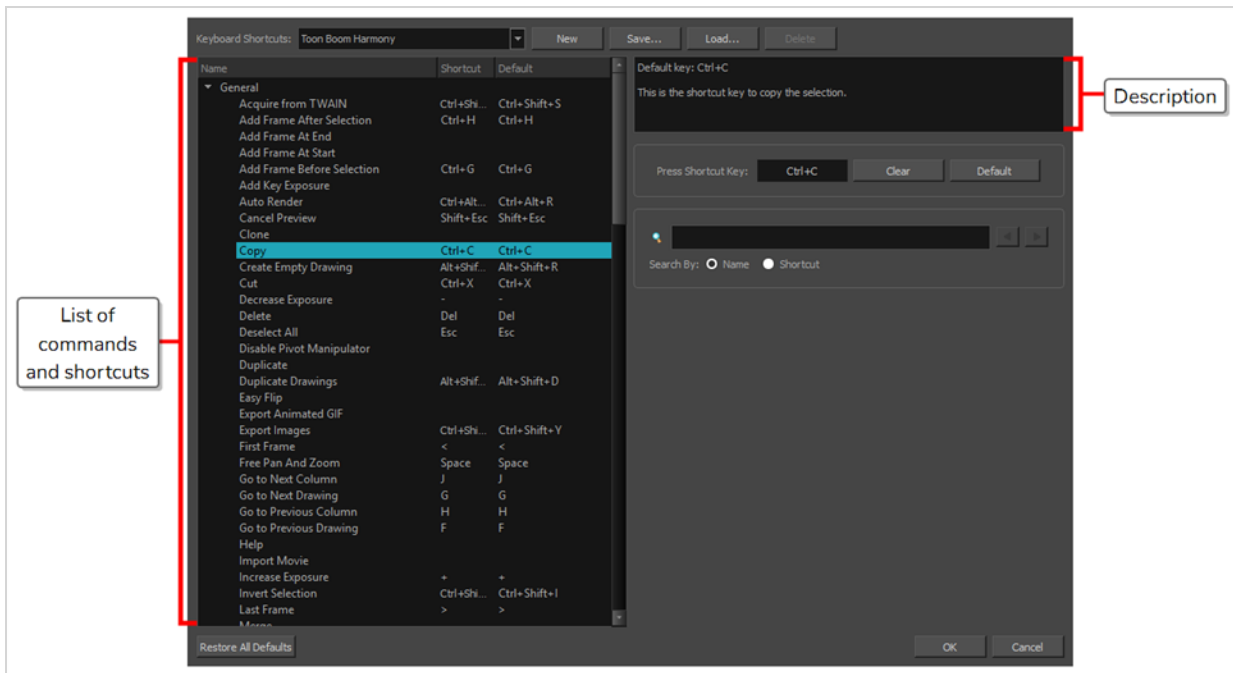 Keyboard Shortcuts: Toon Boom Harmony New Save... Load... Delete
Name Shortcut Default
General
Acquire from TWAIN Ctrl+Shi... Ctrl+Shift+S
Add Frame After Selection Ctrl+H Ctrl+H
Add Frame At End
Add Frame At Start
Add Frame Before Selection Ctrl+G Ctrl+G
Add Key Exposure
Auto Render Ctrl+Alt... Ctrl+Alt+R
Cancel Preview Shift+Esc Shift+Esc
Clone
Copy Ctrl+C Ctrl+C
Create Empty Drawing Alt+Shif... Alt+Shift+R
Cut Ctrl+X Ctrl+X
Decrease Exposure - -
Delete Del Del
Deselect All Esc Esc
Disable Pivot Manipulator
Duplicate
Duplicate Drawings Alt+Shif... Alt+Shift+D
Easy Flip
Export Animated GIF
Export Images Ctrl+Shi... Ctrl+Shift+Y
First Frame < <
Free Pan And Zoom Space Space
Go to Next Column J J
Go to Next Drawing G G
Go to Previous Column H H
Go to Previous Drawing F F
Help
Import Movie
Increase Exposure + +
Invert Selection Ctrl+Shi... Ctrl+Shift+I
Last Frame > >
Merge
Default key: Ctrl+C
This is the shortcut key to copy the selection.
Press Shortcut Key: Ctrl+C Clear Default
Search By: Name Shortcut
Restore All Defaults OK Cancel
List of
commands
and shortcuts
Description